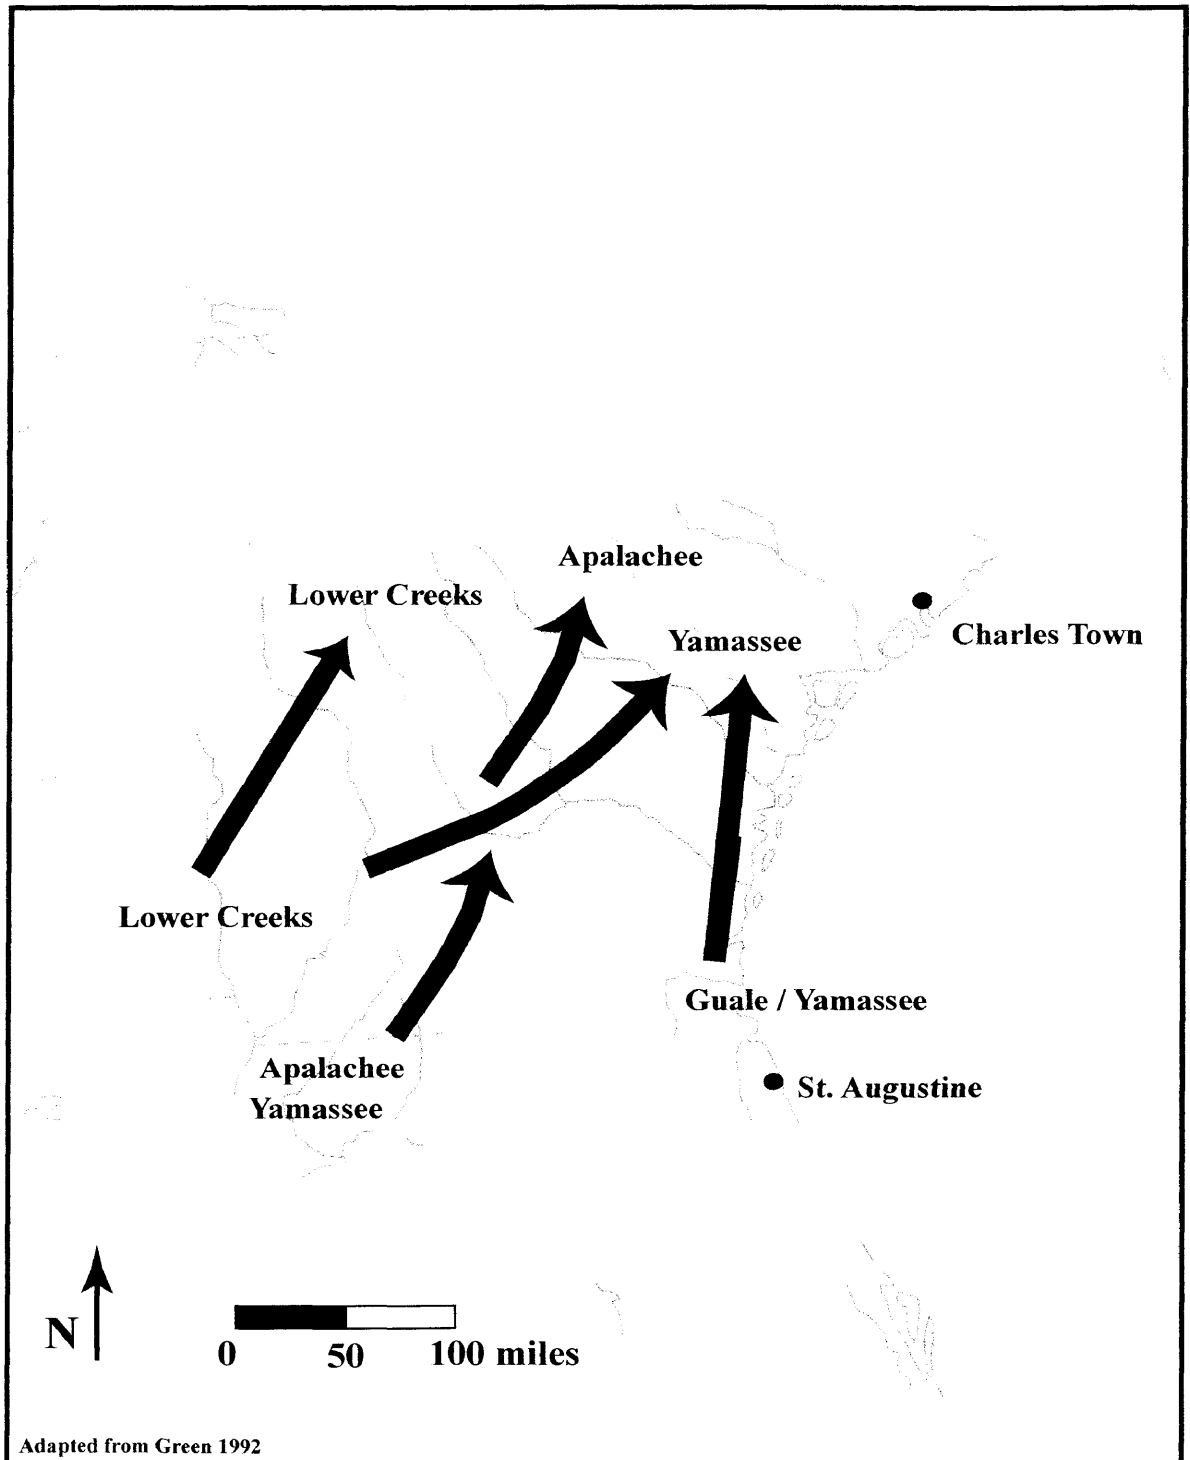 Apalachee
Lower Creeks
Charles Town
Yamassee
Lower Creeks
Guale / Yamassee
Apalachee
Yamassee
St. Augustine
N
0 50 100 miles
Adapted from Green 1992